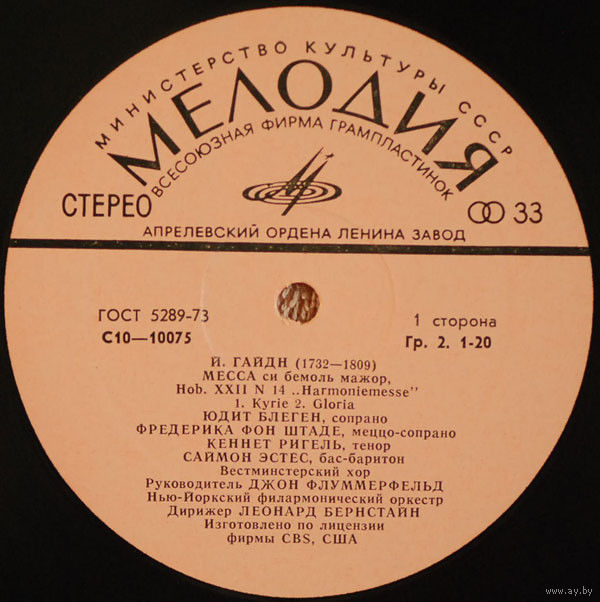 МИНИСТЕРСТВО КУЛЬТУРЫ СССР
МЕЛОДИЯ
ВСЕСОЮЗНАЯ ФИРМА ГРАМПЛАСТИНОК
СТЕРЕО
33
АПРЕЛЕВСКИЙ ОРДЕНА ЛЕНИНА ЗАВОД
ГОСТ 5289-73
С10—10075
1 сторона
Гр. 2. 1-20
Й. ГАЙДН (1732—1809)
МЕССА си бемоль мажор,
Hob. XXII N 14 „Harmoniemesse"
1. Kyrie 2. Gloria
ЮДИТ БЛЕГЕН, сопрано
ФРЕДЕРИКА ФОН ШТАДЕ, меццо-сопрано
КЕННЕТ РИГЕЛЬ, тенор
САЙМОН ЭСТЕС, бас-баритон
Вестминстерский хор
Руководитель ДЖОН ФЛУММЕРФЕЛЬД
Нью-Йоркский филармонический оркестр
Дирижер ЛЕОНАРД БЕРНСТАЙН
Изготовлено по лицензии
фирмы CBS, США
www.ay.by